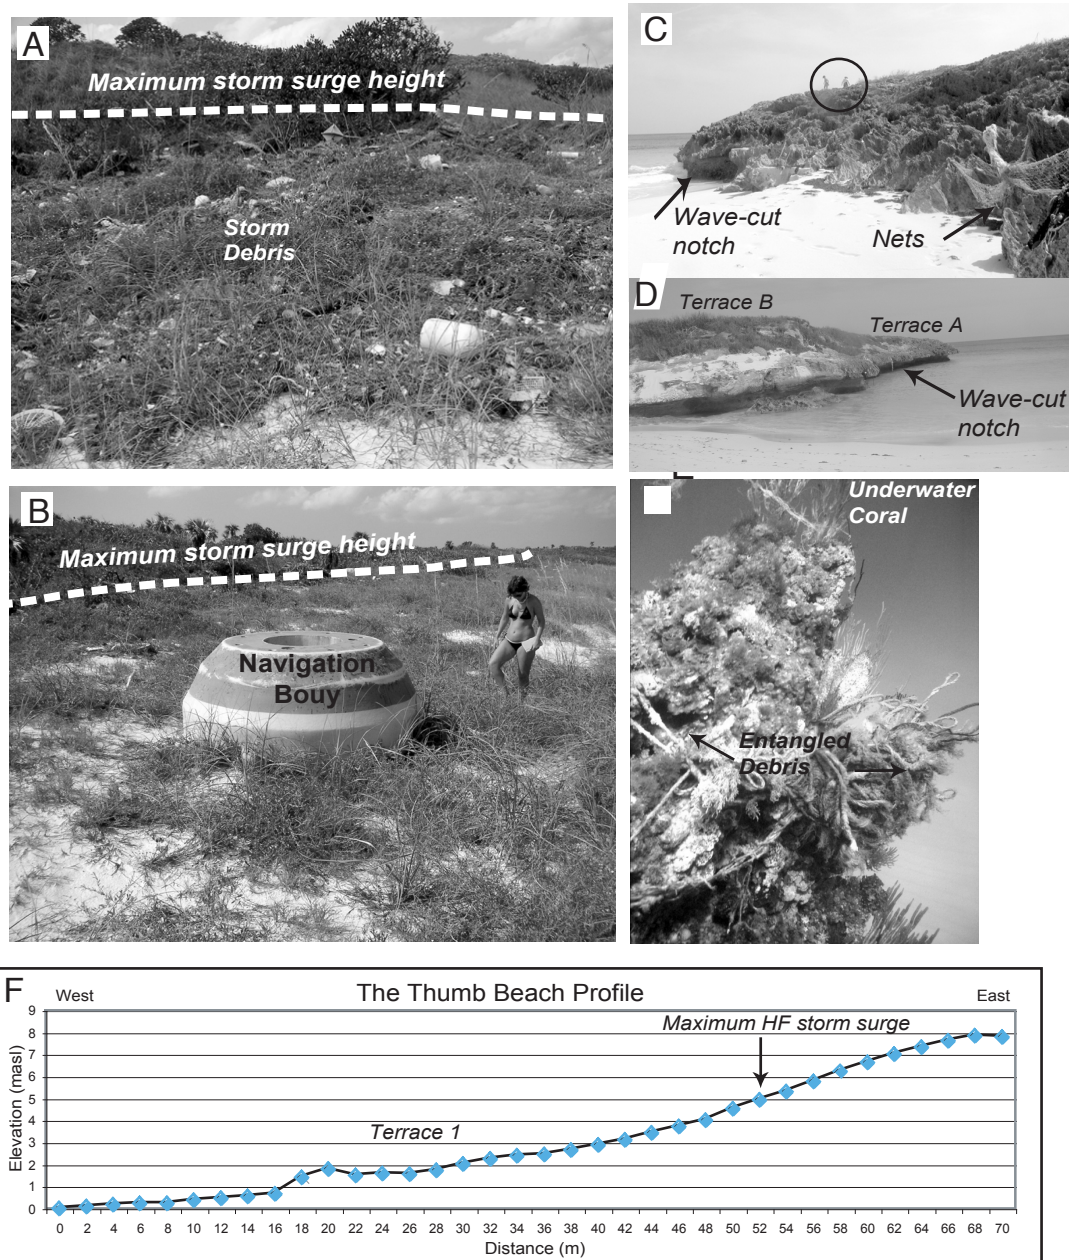 A
Maximum storm surge height
Storm
Debris
B
Maximum storm surge height
Navigation
Bouy
C
Wave-cut
notch
Nets
D
Terrace B
Terrace A
Wave-cut
notch
E
Underwater
Coral
Entangled
Debris
F
West
The Thumb Beach Profile
East
Maximum HF storm surge
Terrace 1
Elevation (masl)
9
8
7
6
5
4
3
2
1
0
0 2 4 6 8 10 12 14 16 18 20 22 24 26 28 30 32 34 36 38 40 42 44 46 48 50 52 54 56 58 60 62 64 66 68 70
Distance (m)